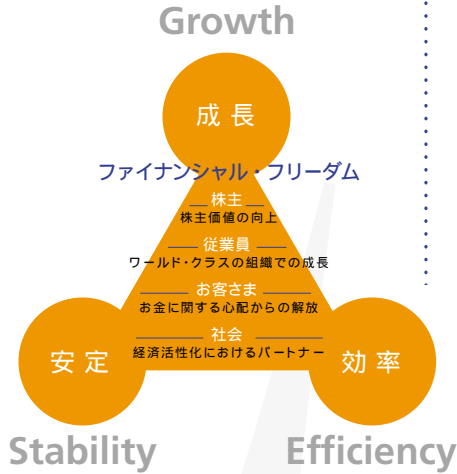 Growth
成長
ファイナンシャル・フリーダム
株主
株主価値の向上
従業員
ワールド・クラスの組織での成長
お客さま
お金に関する心配からの解放
社会
経済活性化におけるパートナー
安定
効率
Stability
Efficiency